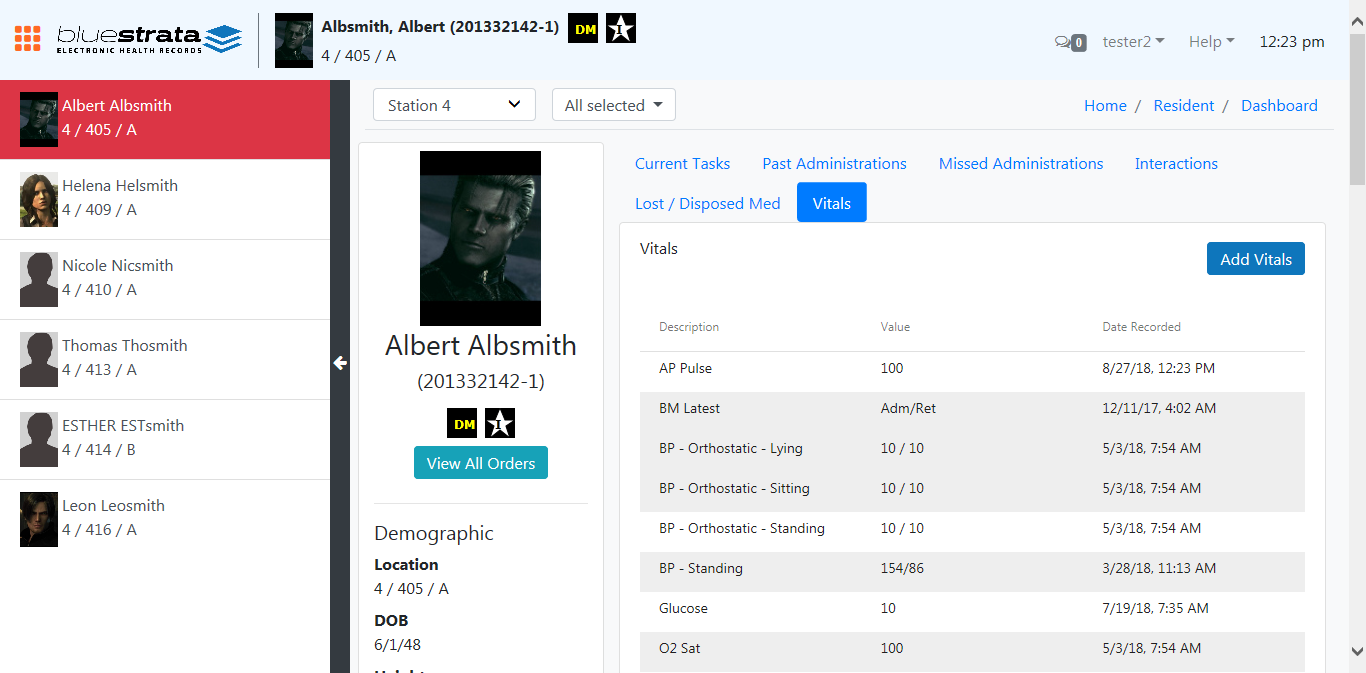 bluestrata
ELECTRONIC HEALTH RECORDS
Albsmith, Albert (201332142-1) DM I
4 / 405 / A
0 tester2 Help 12:23 pm
Albert Albsmith
4 / 405 / A
Helena Helsmith
4 / 409 / A
Nicole Nicsmith
4 / 410 / A
Thomas Thosmith
4 / 413 / A
ESTHER ESTsmith
4 / 414 / B
Leon Leosmith
4 / 416 / A
Station 4 All selected Home / Resident / Dashboard
Albert Albsmith
(201332142-1)
DM I
View All Orders
Demographic
Location
4 / 405 / A
DOB
6/1/48
Current Tasks Past Administrations Missed Administrations Interactions
Lost / Disposed Med Vitals
Vitals
Add Vitals
Description Value Date Recorded
AP Pulse 100 8/27/18, 12:23 PM
BM Latest Adm/Ret 12/11/17, 4:02 AM
BP - Orthostatic - Lying 10 / 10 5/3/18, 7:54 AM
BP - Orthostatic - Sitting 10 / 10 5/3/18, 7:54 AM
BP - Orthostatic - Standing 10 / 10 5/3/18, 7:54 AM
BP - Standing 154/86 3/28/18, 11:13 AM
Glucose 10 7/19/18, 7:35 AM
O2 Sat 100 5/3/18, 7:54 AM